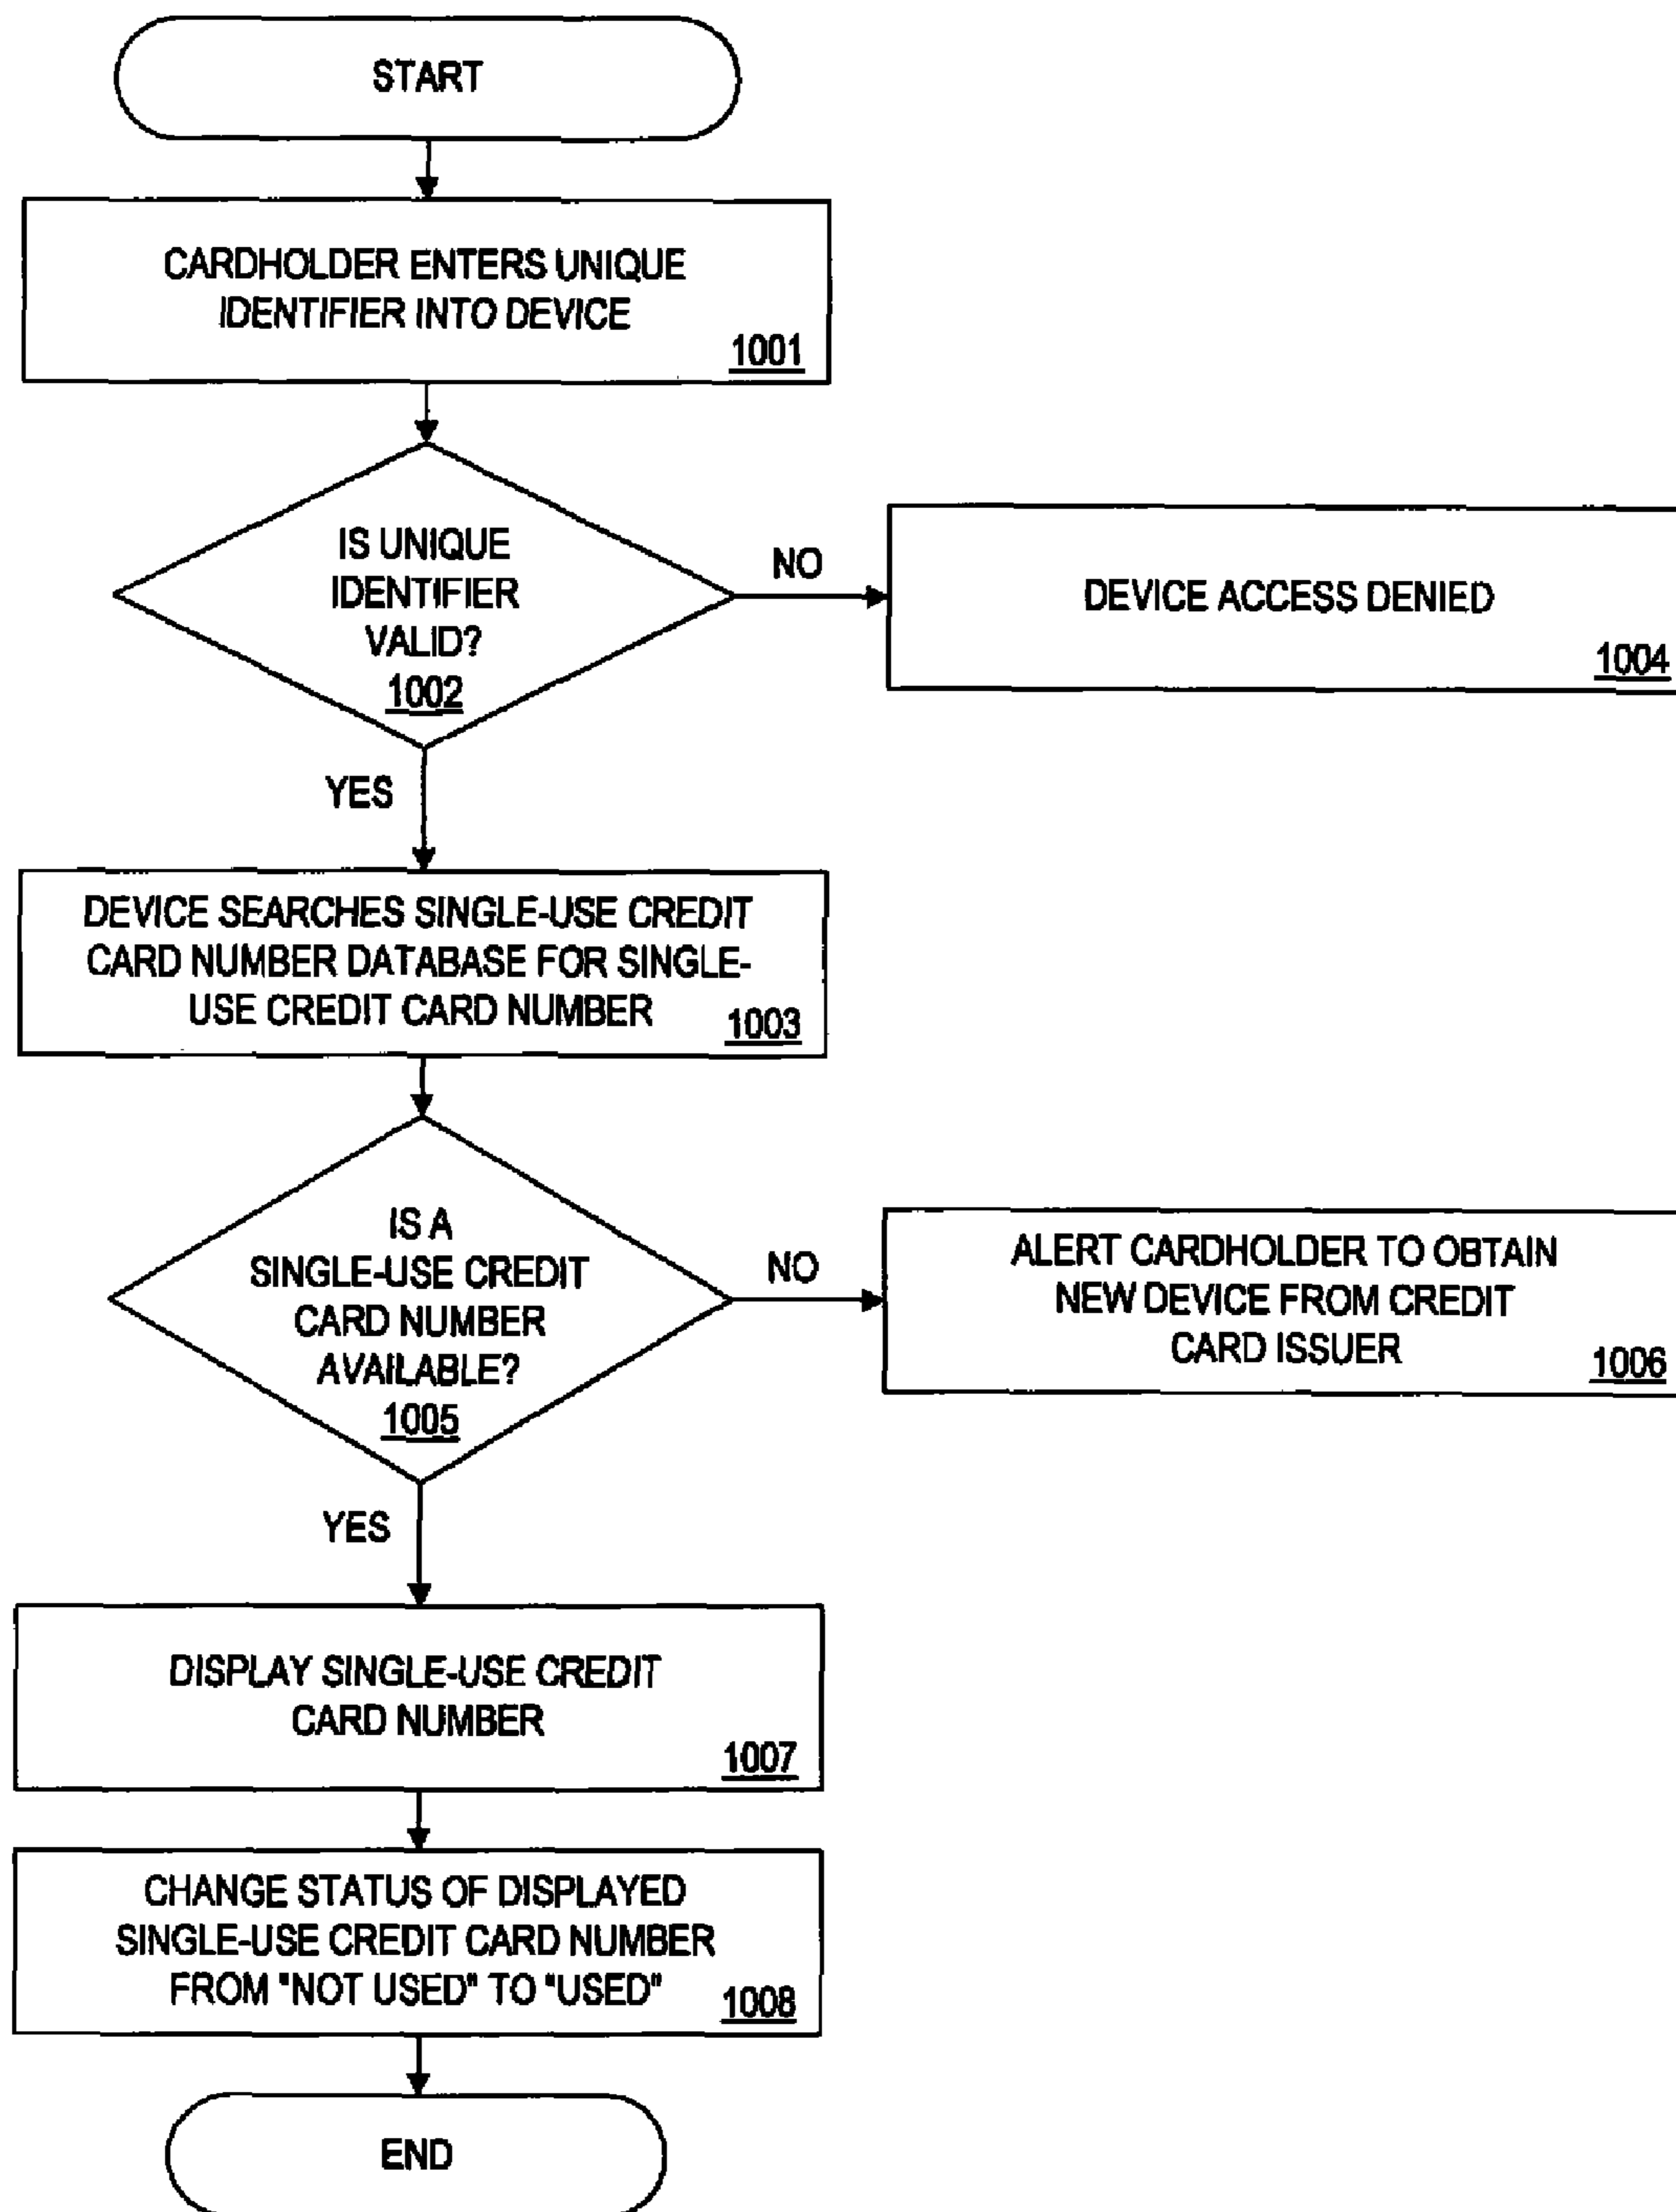 START
CARDHOLDER ENTERS UNIQUE
IDENTIFIER INTO DEVICE
1001
IS UNIQUE
IDENTIFIER
VALID?
1002
NO
DEVICE ACCESS DENIED
1004
YES
DEVICE SEARCHES SINGLE-USE CREDIT
CARD NUMBER DATABASE FOR SINGLE-
USE CREDIT CARD NUMBER
1003
IS A
SINGLE-USE CREDIT
CARD NUMBER
AVAILABLE?
1005
NO
ALERT CARDHOLDER TO OBTAIN
NEW DEVICE FROM CREDIT
CARD ISSUER
1006
YES
DISPLAY SINGLE-USE CREDIT
CARD NUMBER
1007
CHANGE STATUS OF DISPLAYED
SINGLE-USE CREDIT CARD NUMBER
FROM "NOT USED" TO "USED"
1008
END